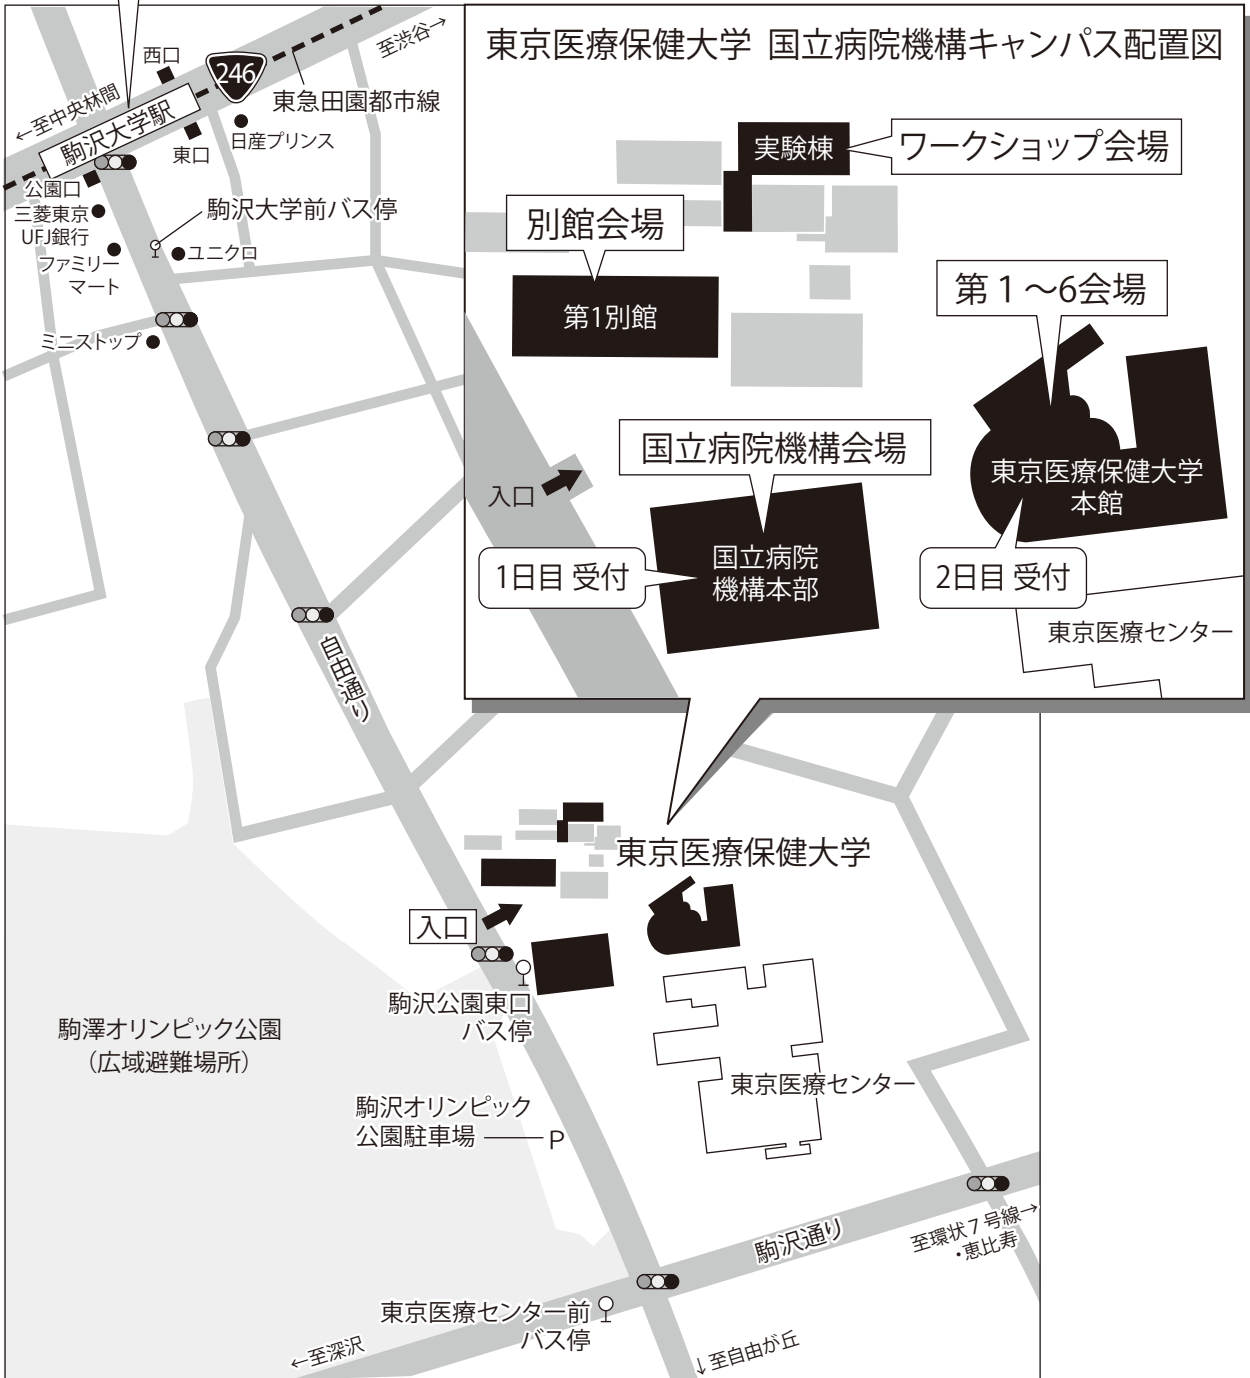 東京医療保健大学 国立病院機構キャンパス配置図
実験棟
ワークショップ会場
別館会場
第1別館
第1～6会場
国立病院機構会場
東京医療保健大学
本館
入口
国立病院
機構本部
1日目 受付
2日目 受付
東京医療センター
至渋谷→
西口
246
東急田園都市線
←至中央林間
駒沢大学駅
日産プリンス
東口
公園口
三菱東京
UFJ銀行
駒沢大学前バス停
ユニクロ
ファミリー
マート
ミニストップ
自由通り
東京医療保健大学
入口
駒沢公園東口
バス停
駒澤オリンピック公園
（広域避難場所）
東京医療センター
駒沢オリンピック
公園駐車場
P
駒沢通り
至環状7号線→
・恵比寿
東京医療センター前
バス停
←至深沢
↓至自由が丘